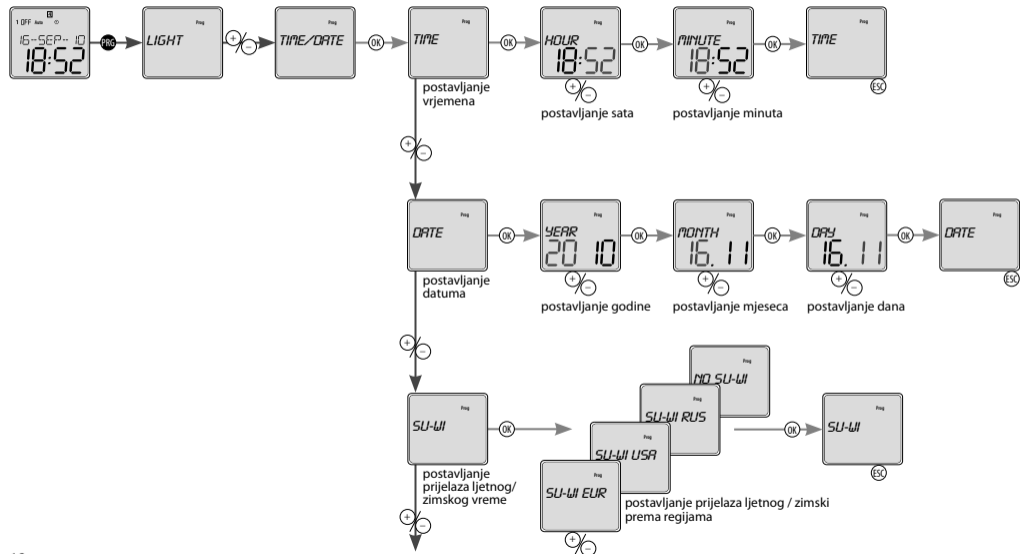 1 OFF Auto
16-SEP-- 10
18:52
PRG
Prog
LIGHT
+/−
Prog
TIME/DATE
OK
Prog
TIME
OK
Prog
HOUR
18:52
OK
Prog
MINUTE
18:52
OK
Prog
TIME
ESC
+/−
+/−
postavljanje
vrjemena
postavljanje sata
postavljanje minuta
+/−
Prog
DATE
OK
Prog
YEAR
20 10
OK
Prog
MONTH
16. 11
OK
Prog
DAY
16. 11
OK
Prog
DATE
ESC
+/−
+/−
+/−
postavljanje
datuma
postavljanje godine
postavljanje mjeseca
postavljanje dana
+/−
Prog
NO SU-WI
Prog
SU-WI RUS
Prog
SU-WI USA
Prog
SU-WI EUR
Prog
SU-WI
OK
OK
Prog
SU-WI
ESC
postavljanje
prijelaza ljetnog/
zimskog vreme
postavljanje prijelaza ljetnog / zimski
prema regijama
+/−
+/−